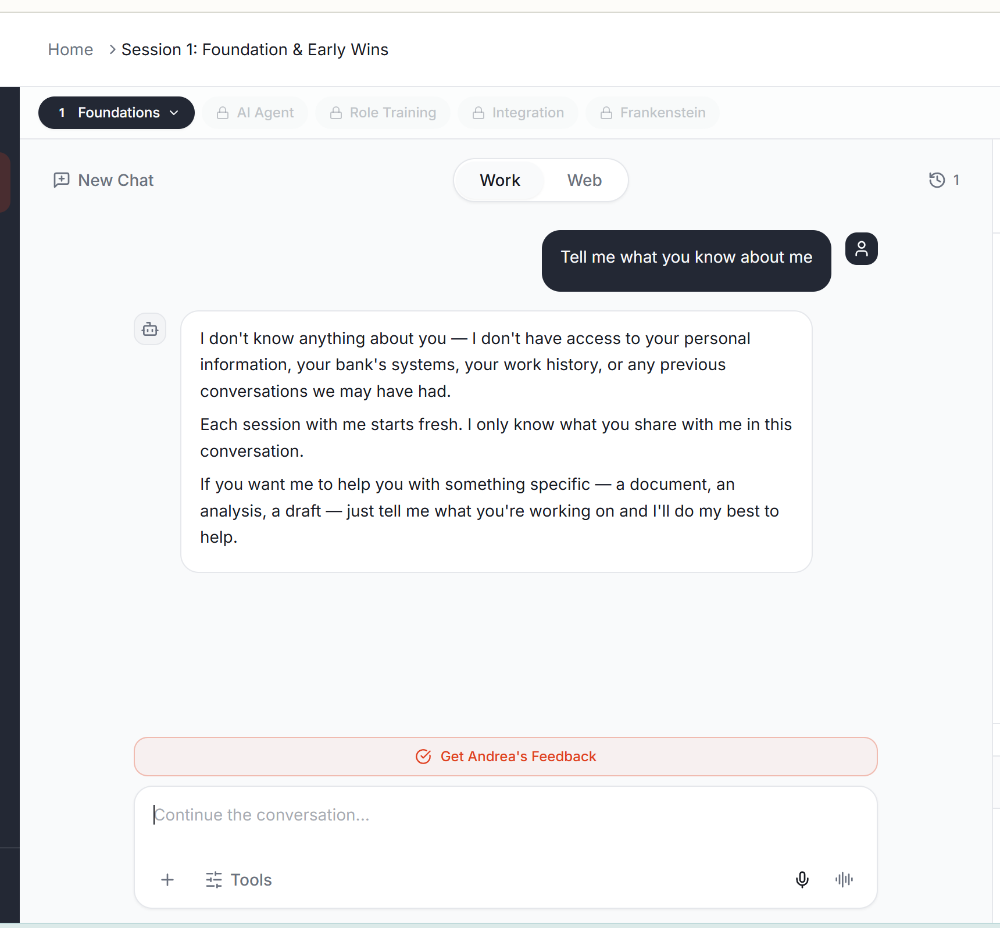 Home > Session 1: Foundation & Early Wins
1 Foundations
AI Agent
Role Training
Integration
Frankenstein
New Chat
Work
Web
1
Tell me what you know about me
I don't know anything about you — I don't have access to your personal
information, your bank's systems, your work history, or any previous
conversations we may have had.
Each session with me starts fresh. I only know what you share with me in this
conversation.
If you want me to help you with something specific — a document, an
analysis, a draft — just tell me what you're working on and I'll do my best to
help.
Get Andrea's Feedback
Continue the conversation...
Tools